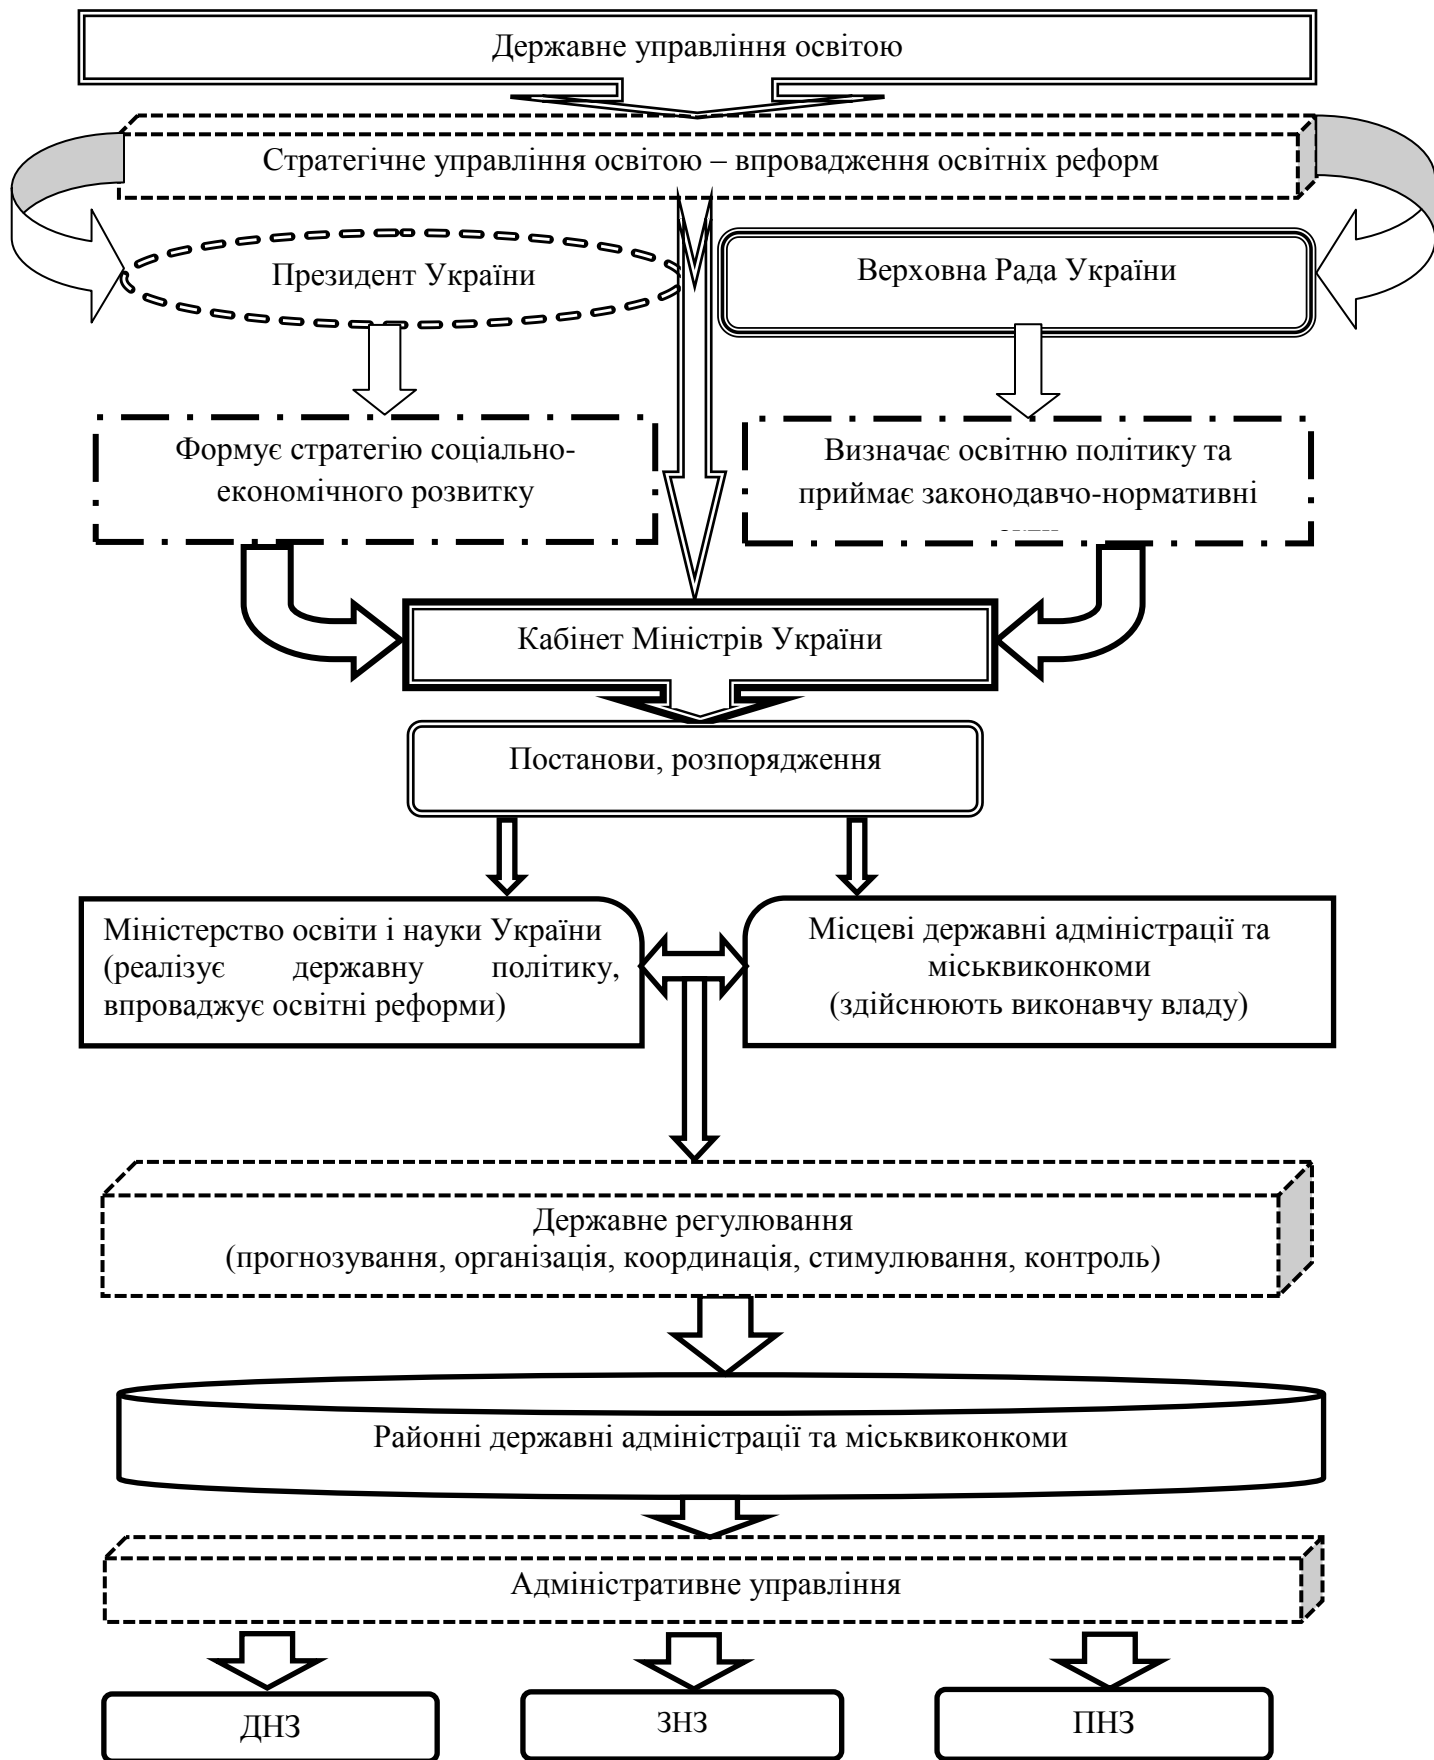 Державне управління освітою
Стратегічне управління освітою – впровадження освітніх реформ
Президент України
Верховна Рада України
Формує стратегію соціально-
економічного розвитку
Визначає освітню політику та
приймає законодавчо-нормативні
Кабінет Міністрів України
Постанови, розпорядження
Міністерство освіти і науки України
(реалізує державну політику,
впроваджує освітні реформи)
Місцеві державні адміністрації та
міськвиконкоми
(здійснюють виконавчу владу)
Державне регулювання
(прогнозування, організація, координація, стимулювання, контроль)
Районні державні адміністрації та міськвиконкоми
Адміністративне управління
ДНЗ
ЗНЗ
ПНЗ